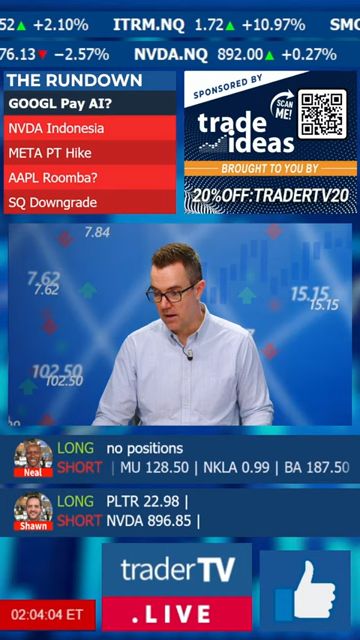 52▲ +2.10% ITRM.NQ 1.72▲ +10.97% SMC
76.13▼ −2.57% NVDA.NQ 892.00▲ +0.27%
THE RUNDOWN
GOOGL Pay AI?
NVDA Indonesia
META PT Hike
AAPL Roomba?
SQ Downgrade
SPONSORED BY
SCAN ME!
trade
ideas
BROUGHT TO YOU BY
20%OFF:TRADERTV20
7.84
7.62
7.62
15.15
15.15
102.50
102.50
Neal
LONG no positions
SHORT | MU 128.50 | NKLA 0.99 | BA 187.50
Shawn
LONG PLTR 22.98 |
SHORT NVDA 896.85 |
traderTV
.LIVE
02:04:04 ET